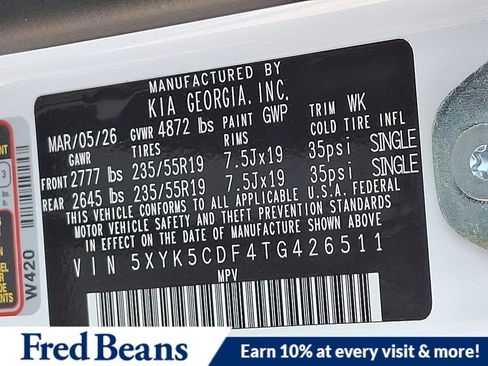 MANUFACTURED BY
KIA GEORGIA, INC.
MAR/05/26 GVWR 4872 lbs PAINT GWP TRIM WK
GAWR TIRES RIMS COLD TIRE INFL
FRONT 2777 lbs 235/55R19 7.5Jx19 35psi SINGLE
REAR 2645 lbs 235/55R19 7.5Jx19 35psi SINGLE
THIS VEHICLE CONFORMS TO ALL APPLICABLE U.S.A. FEDERAL
MOTOR VEHICLE SAFETY AND THEFT PREVENTION STANDARDS
IN EFFECT ON THE DATE OF MANUFACTURE SHOWN ABOVE
VIN 5XYK5CDF4TG426511
MPV
W420
Fred Beans
Earn 10% at every visit & more!